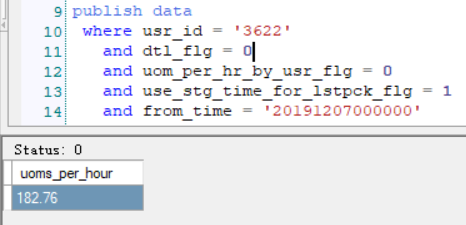 9 publish data
10 where usr_id = '3622'
11 and dtl_flg = 0
12 and uom_per_hr_by_usr_flg = 0
13 and use_stg_time_for_lstpck_flg = 1
14 and from_time = '20191207000000'
Status: 0
uoms_per_hour
182.76